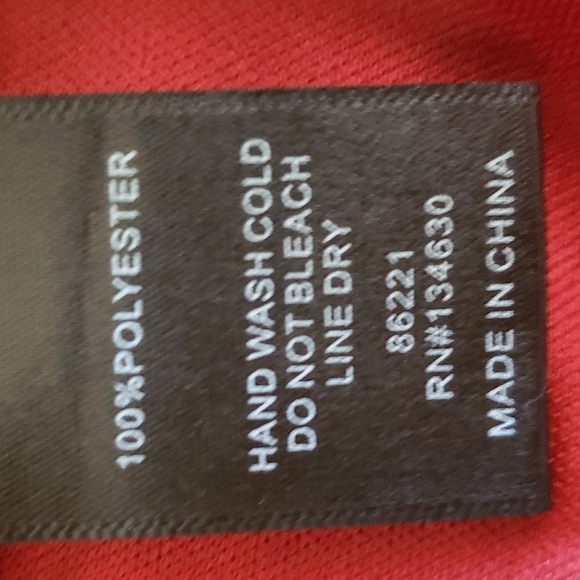 100%POLYESTER
HAND WASH COLD
DO NOT BLEACH
LINE DRY
86221
RN#134630
MADE IN CHINA